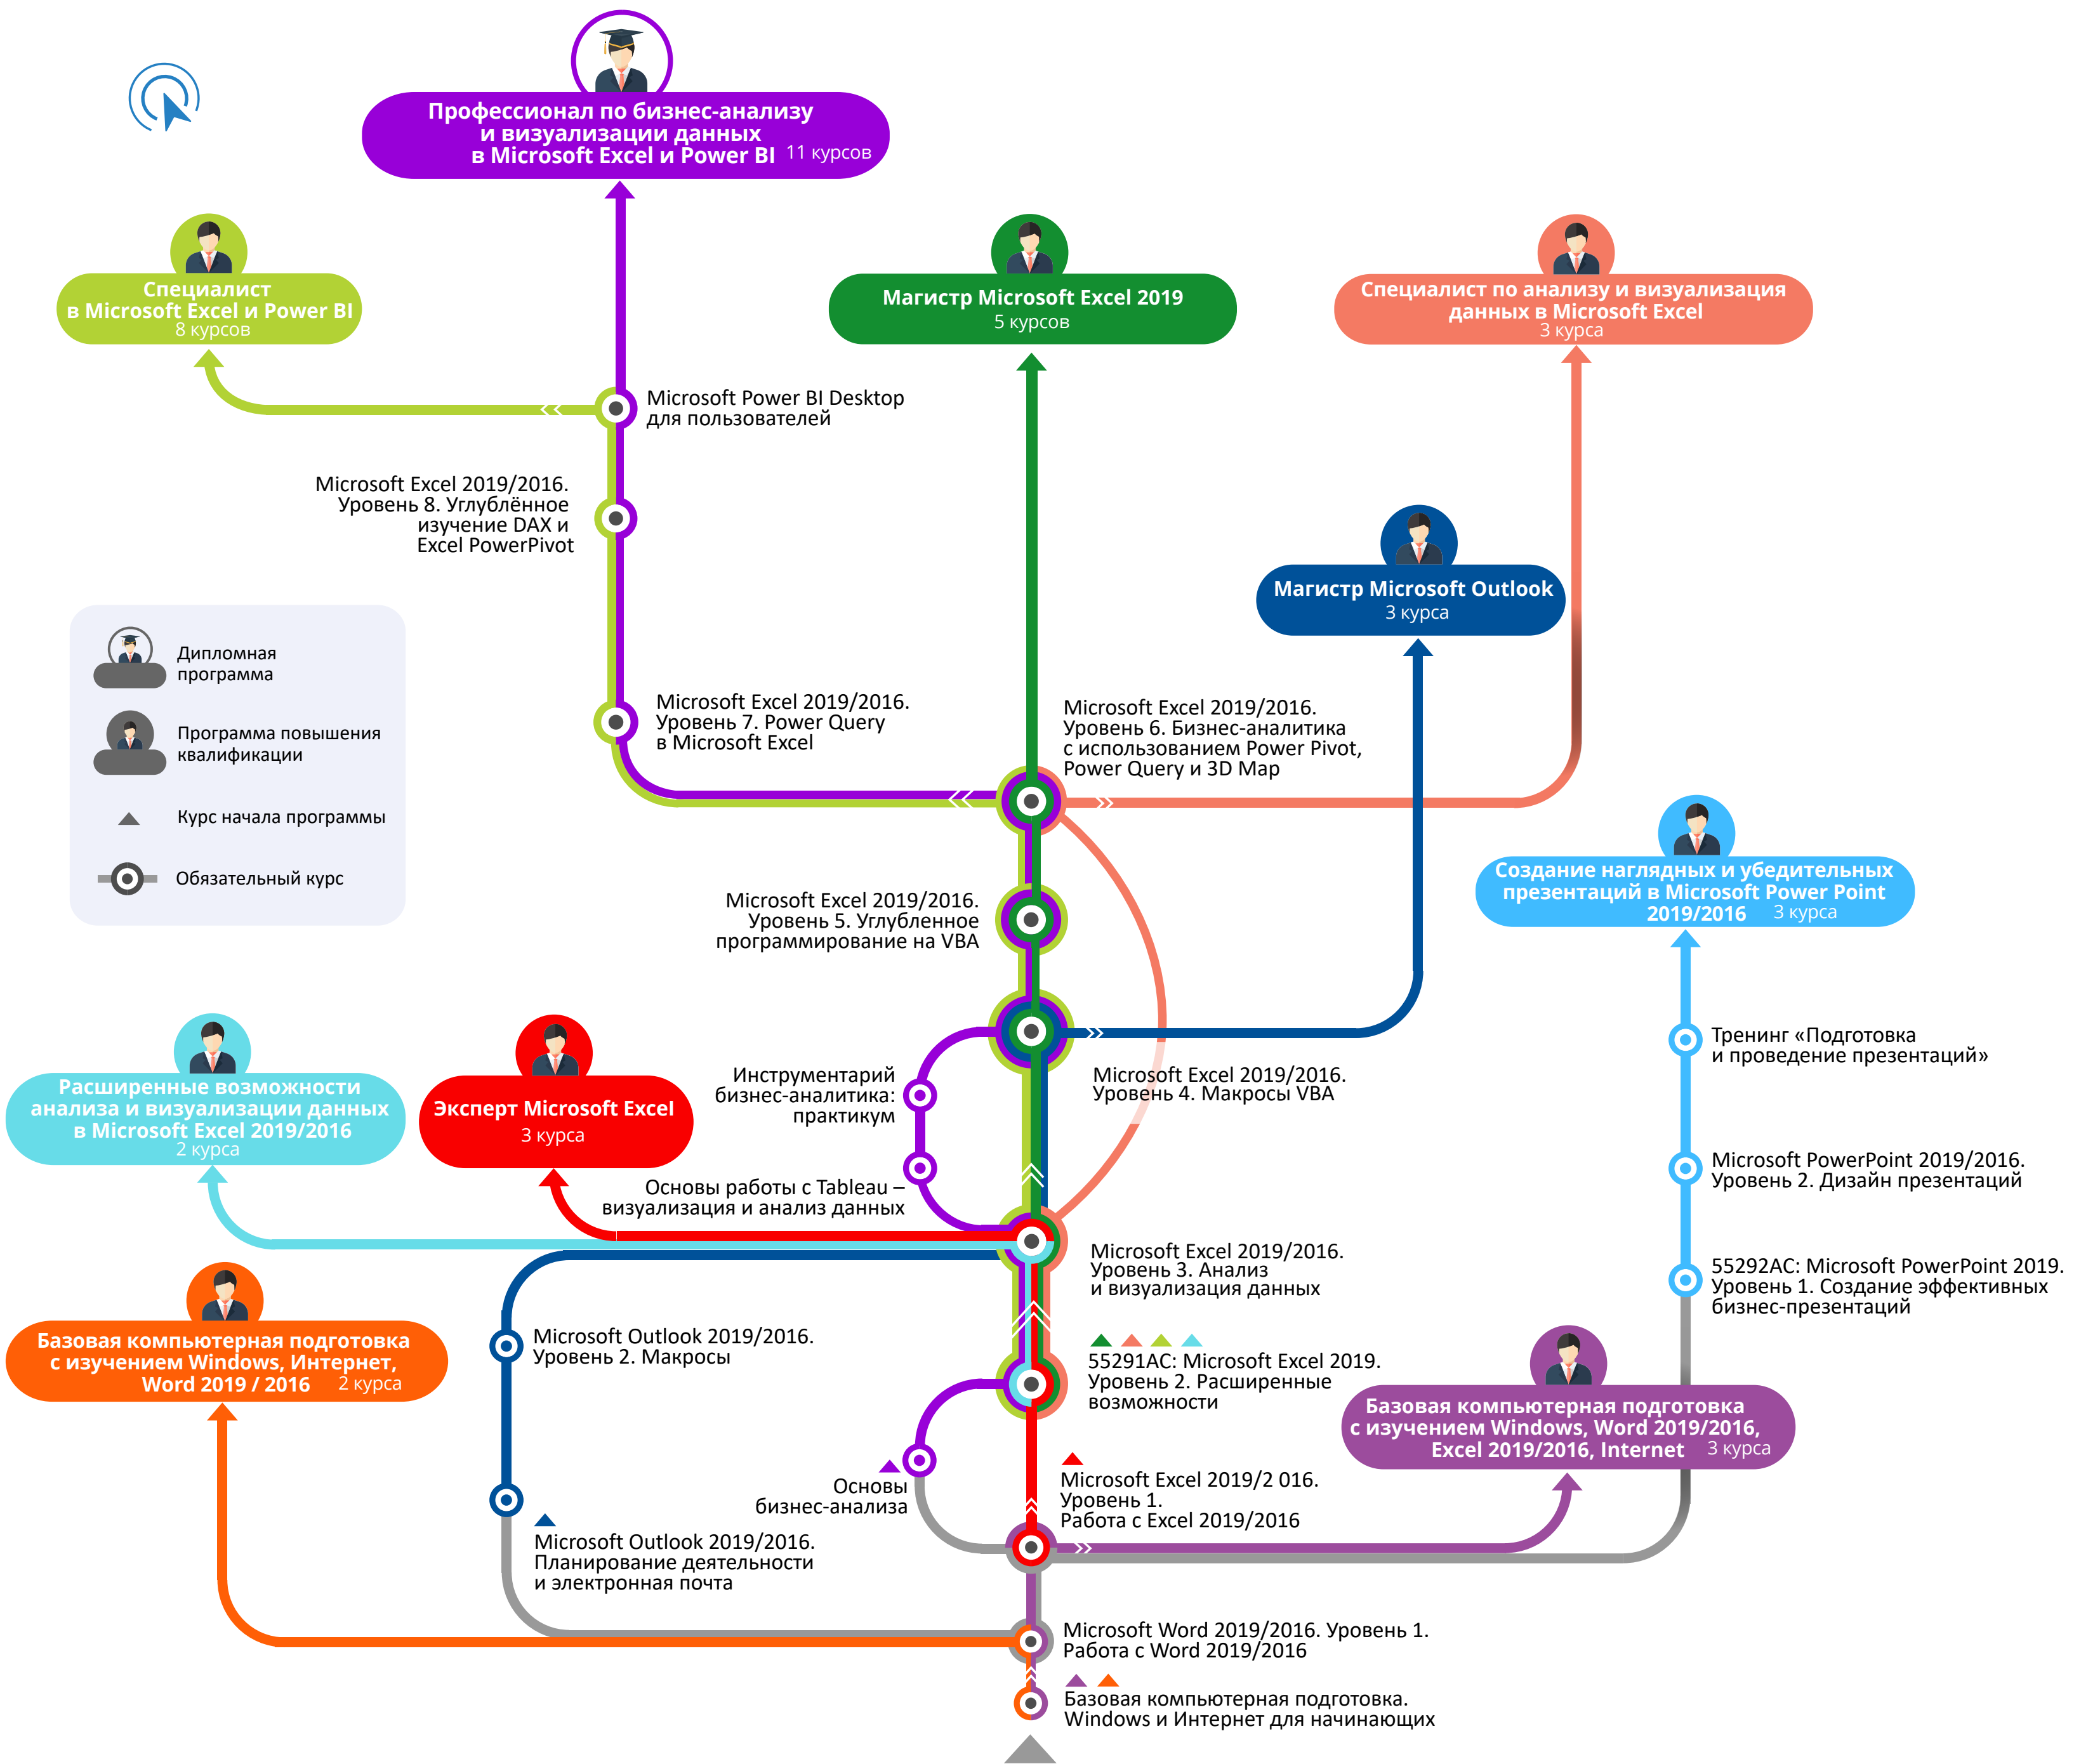 Профессионал по бизнес-анализу
и визуализации данных
в Microsoft Excel и Power BI 11 курсов
Специалист
в Microsoft Excel и Power BI
8 курсов
Магистр Microsoft Excel 2019
5 курсов
Специалист по анализу и визуализация
данных в Microsoft Excel
3 курса
Microsoft Power BI Desktop
для пользователей
Microsoft Excel 2019/2016.
Уровень 8. Углублённое
изучение DAX и
Excel PowerPivot
Магистр Microsoft Outlook
3 курса
Дипломная
программа
Программа повышения
квалификации
Курс начала программы
Обязательный курс
Microsoft Excel 2019/2016.
Уровень 7. Power Query
в Microsoft Excel
Microsoft Excel 2019/2016.
Уровень 6. Бизнес-аналитика
с использованием Power Pivot,
Power Query и 3D Map
Создание наглядных и убедительных
презентаций в Microsoft Power Point
2019/2016 3 курса
Microsoft Excel 2019/2016.
Уровень 5. Углубленное
программирование на VBA
Расширенные возможности
анализа и визуализации данных
в Microsoft Excel 2019/2016
2 курса
Эксперт Microsoft Excel
3 курса
Инструментарий
бизнес-аналитика:
практикум
Microsoft Excel 2019/2016.
Уровень 4. Макросы VBA
Тренинг «Подготовка
и проведение презентаций»
Основы работы с Tableau –
визуализация и анализ данных
Microsoft PowerPoint 2019/2016.
Уровень 2. Дизайн презентаций
Microsoft Excel 2019/2016.
Уровень 3. Анализ
и визуализация данных
55292AC: Microsoft PowerPoint 2019.
Уровень 1. Создание эффективных
бизнес-презентаций
Базовая компьютерная подготовка
с изучением Windows, Интернет,
Word 2019 / 2016 2 курса
Microsoft Outlook 2019/2016.
Уровень 2. Макросы
55291AC: Microsoft Excel 2019.
Уровень 2. Расширенные
возможности
Базовая компьютерная подготовка
с изучением Windows, Word 2019/2016,
Excel 2019/2016, Internet 3 курса
Основы
бизнес-анализа
Microsoft Excel 2019/2 016.
Уровень 1.
Работа с Excel 2019/2016
Microsoft Outlook 2019/2016.
Планирование деятельности
и электронная почта
Microsoft Word 2019/2016. Уровень 1.
Работа с Word 2019/2016
Базовая компьютерная подготовка.
Windows и Интернет для начинающих